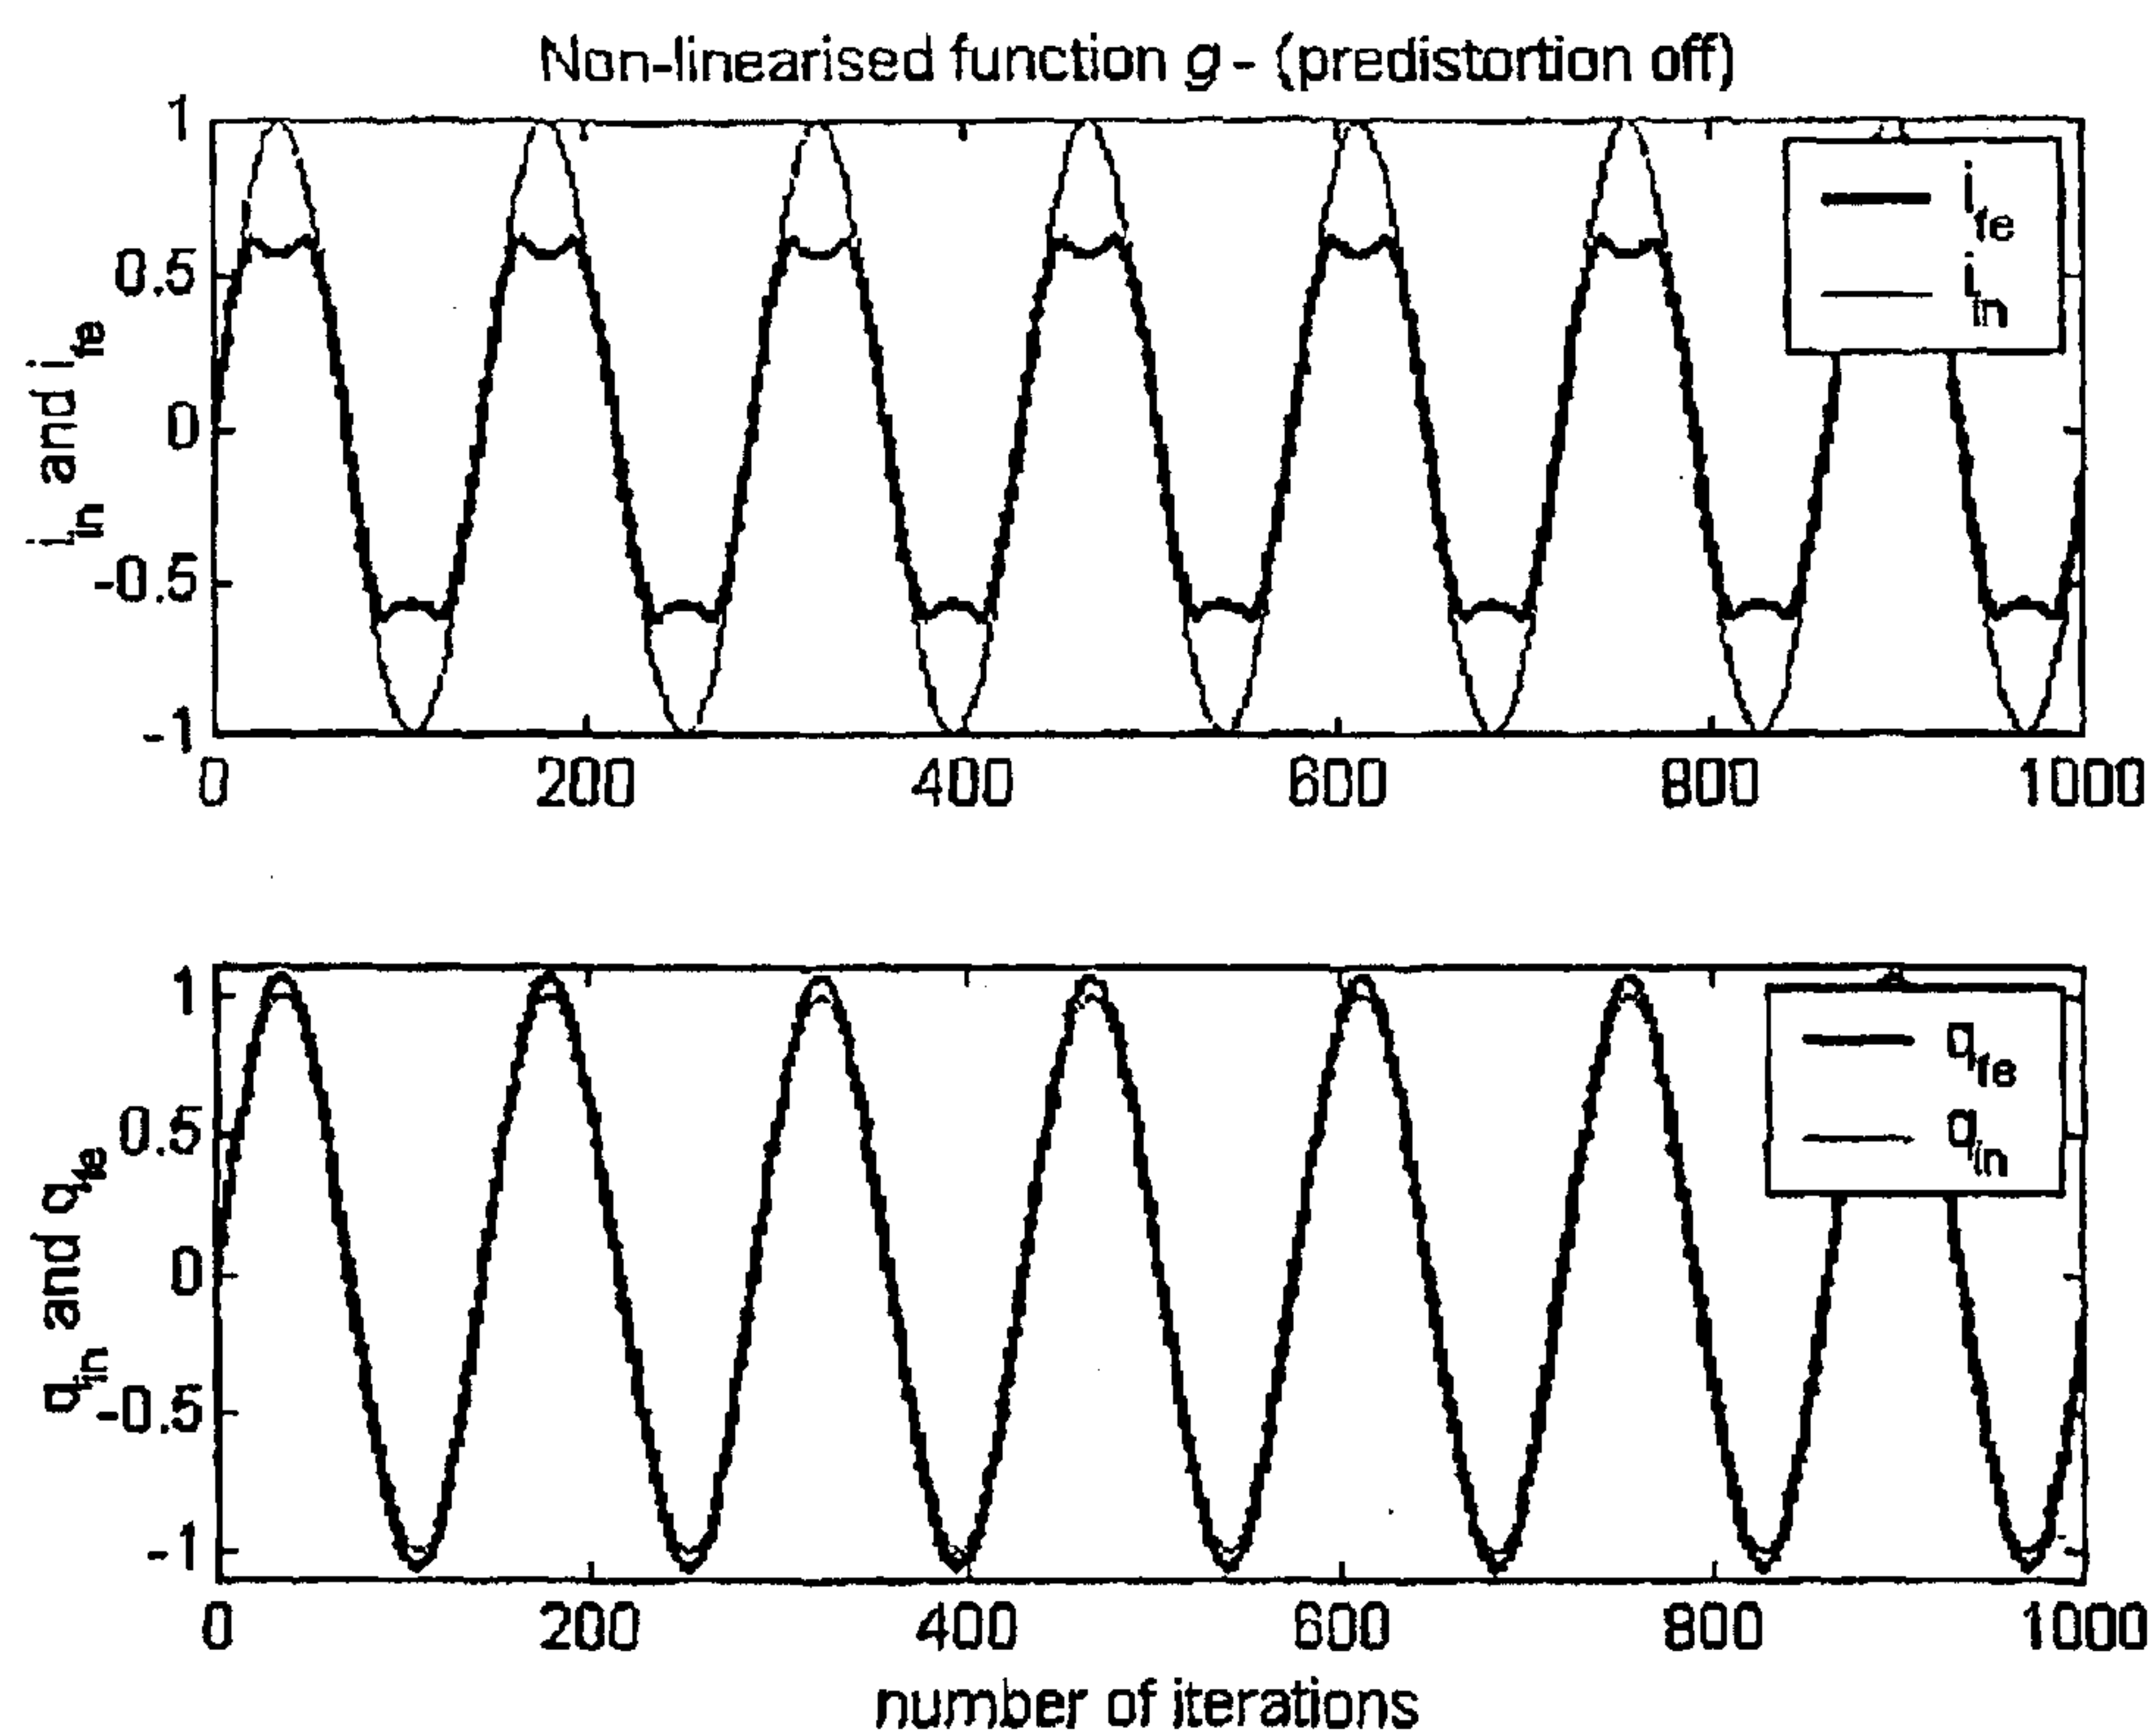 Non-linearised function g - (predistortion off)
1
0.5
0
-0.5
-1
i_in and i_fe
i_fe
i_in
0 200 400 600 800 1000
1
0.5
0
-0.5
-1
q_in and q_fe
q_fe
q_in
0 200 400 600 800 1000
number of iterations